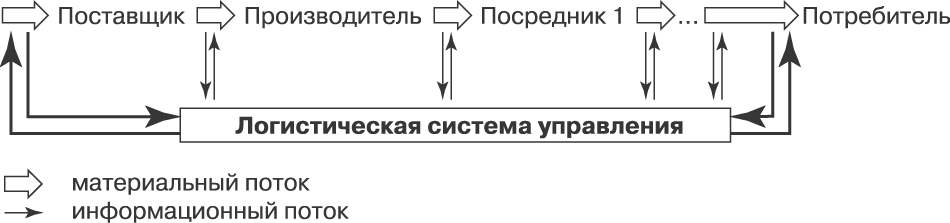 Поставщик Производитель Посредник 1 ... Потребитель
Логистическая система управления
материальный поток
информационный поток